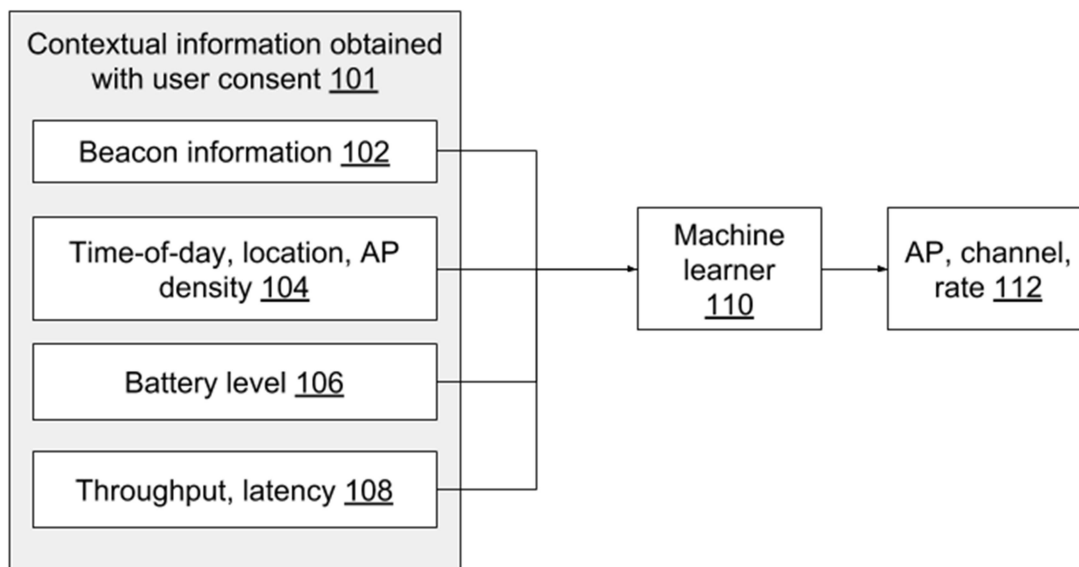 Contextual information obtained
with user consent 101
Beacon information 102
Time-of-day, location, AP
density 104
Battery level 106
Throughput, latency 108
Machine
learner
110
AP, channel,
rate 112